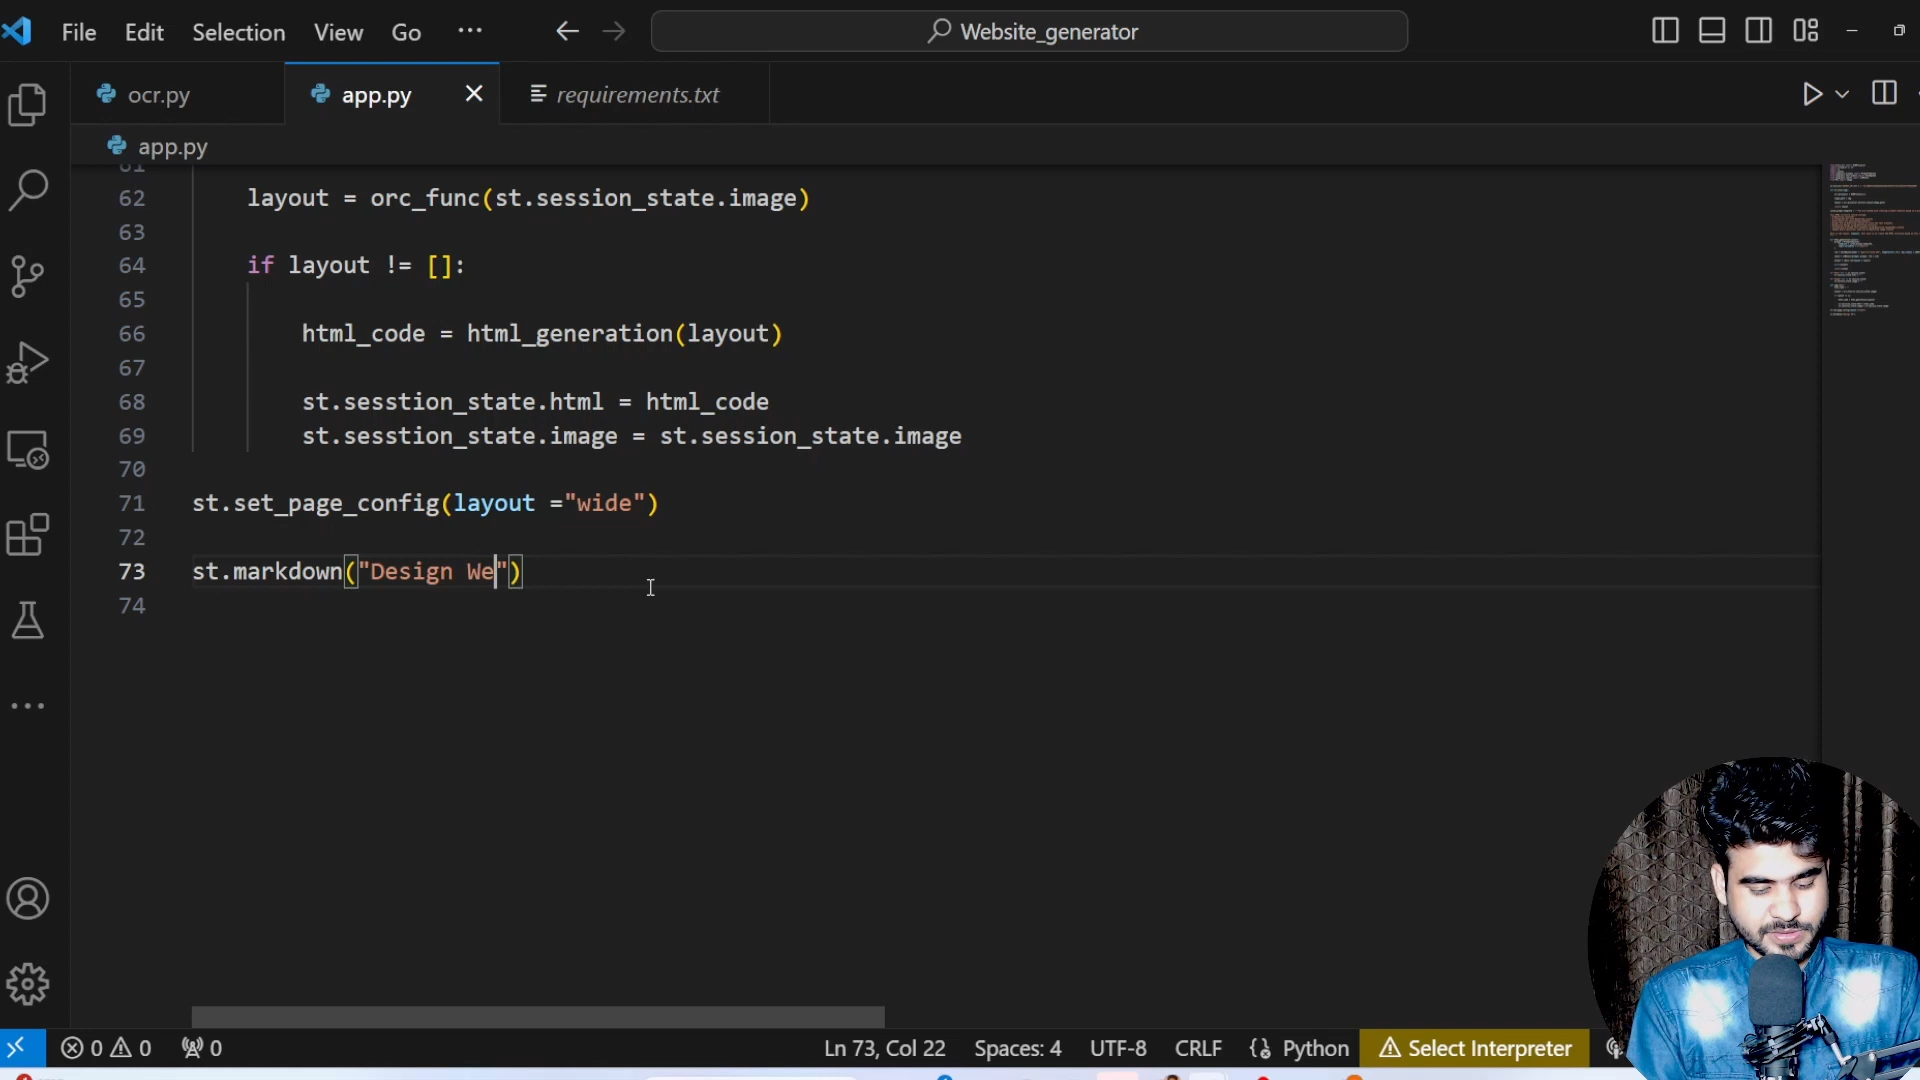 File Edit Selection View Go ... Website_generator
ocr.py app.py requirements.txt
app.py
61
62 layout = orc_func(st.session_state.image)
63
64 if layout != []:
65
66 html_code = html_generation(layout)
67
68 st.sesstion_state.html = html_code
69 st.sesstion_state.image = st.session_state.image
70
71 st.set_page_config(layout ="wide")
72
73 st.markdown("Design We")
74
0 0 0 Ln 73, Col 22 Spaces: 4 UTF-8 CRLF Python Select Interpreter